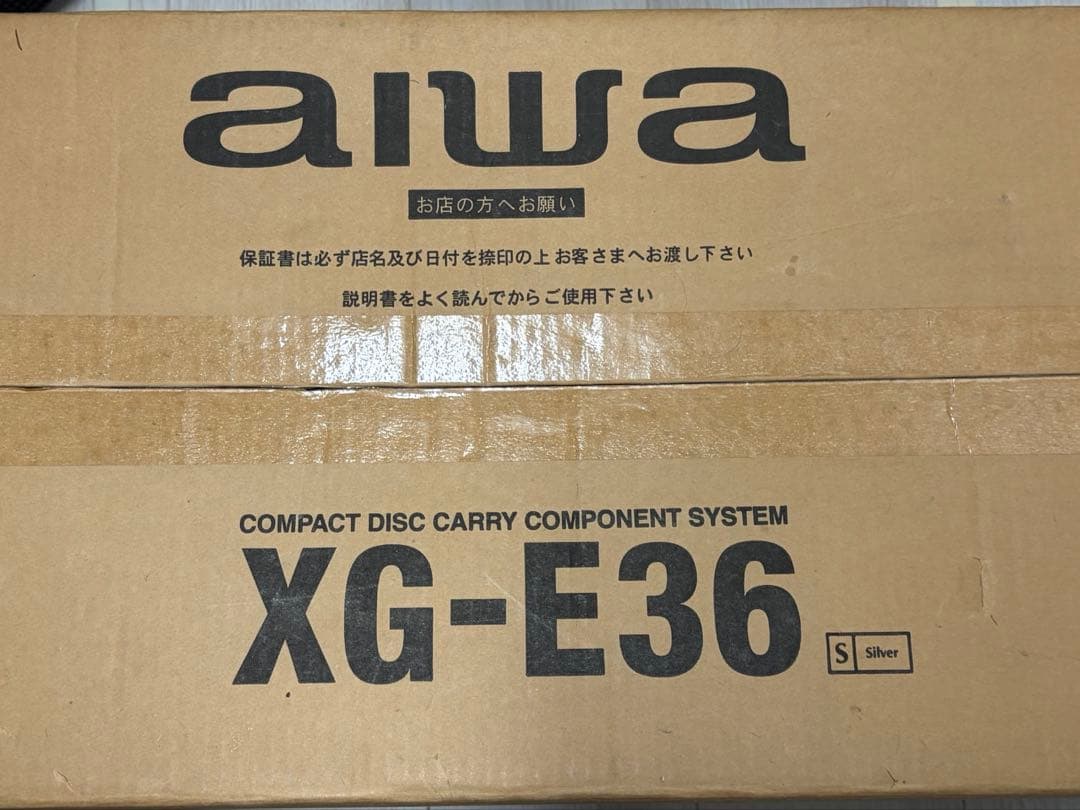 aiwa
お店の方へお願い
保証書は必ず店名及び日付を捺印の上お客さまへお渡し下さい
説明書をよく読んでからご使用下さい
COMPACT DISC CARRY COMPONENT SYSTEM
XG-E36
S Silver